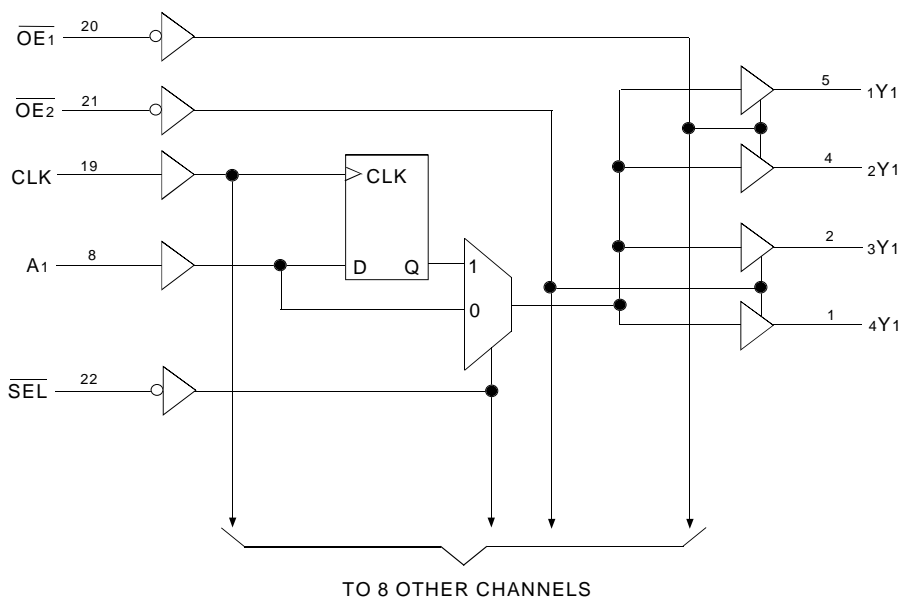 OE1 20
OE2 21
CLK 19
A1 8
SEL 22
CLK
D Q
1
0
5 1Y1
4 2Y1
2 3Y1
1 4Y1
TO 8 OTHER CHANNELS